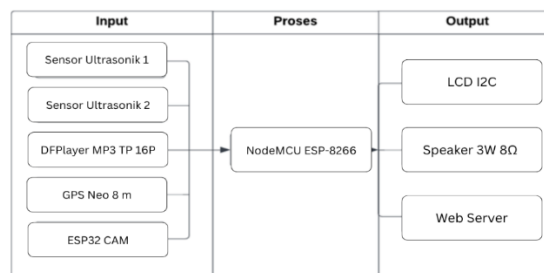 Input
Proses
Output
Sensor Ultrasonik 1
Sensor Ultrasonik 2
DFPlayer MP3 TP 16P
GPS Neo 8 m
ESP32 CAM
NodeMCU ESP-8266
LCD I2C
Speaker 3W 8Ω
Web Server